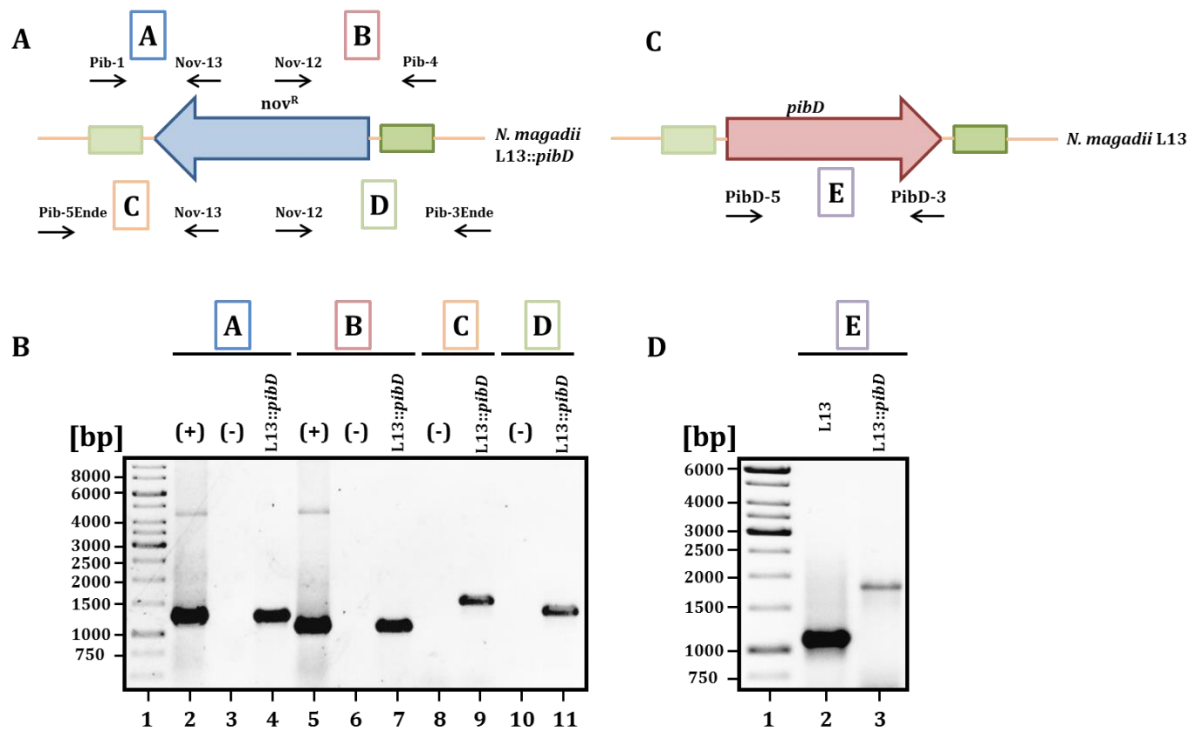 A
A
B
Pib-1
Nov-13
Nov-12
Pib-4
novR
N. magadii
L13::pibD
C
D
Pib-5Ende
Nov-13
Nov-12
Pib-3Ende
C
pibD
N. magadii L13
E
PibD-5
PibD-3
B
A
B
C
D
[bp]
(+)
(-)
L13::pibD
(+)
(-)
L13::pibD
(-)
L13::pibD
(-)
L13::pibD
8000
6000
4000
3000
2500
2000
1500
1000
750
1 2 3 4 5 6 7 8 9 10 11
D
E
[bp]
L13
L13::pibD
6000
4000
3000
2500
2000
1500
1000
750
1 2 3